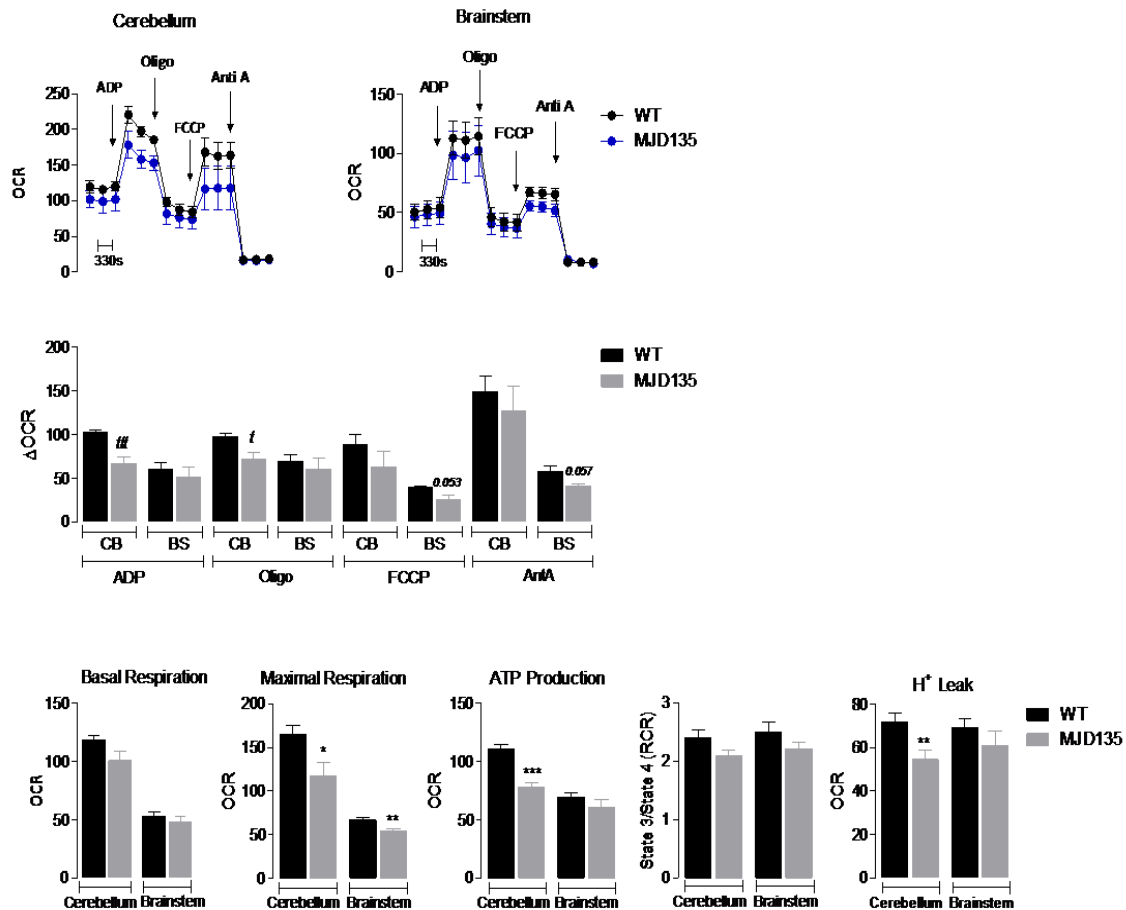 Cerebellum
Brainstem
Oligo
ADP
Anti A
FCCP
250
200
150
100
50
0
OCR
330s
Oligo
ADP
Anti A
FCCP
150
100
50
0
OCR
330s
WT
MJD135
200
150
100
50
0
ΔOCR
WT
MJD135
0.053
0.057
CB BS CB BS CB BS CB BS
ADP Oligo FCCP AntA
Basal Respiration
150
100
50
0
OCR
Cerebellum Brainstem
Maximal Respiration
200
150
100
50
0
OCR
*
**
Cerebellum Brainstem
ATP Production
150
100
50
0
OCR
***
Cerebellum Brainstem
3
2
1
0
State 3/State 4 (RCR)
Cerebellum Brainstem
H⁺ Leak
80
60
40
20
0
OCR
**
Cerebellum Brainstem
WT
MJD135